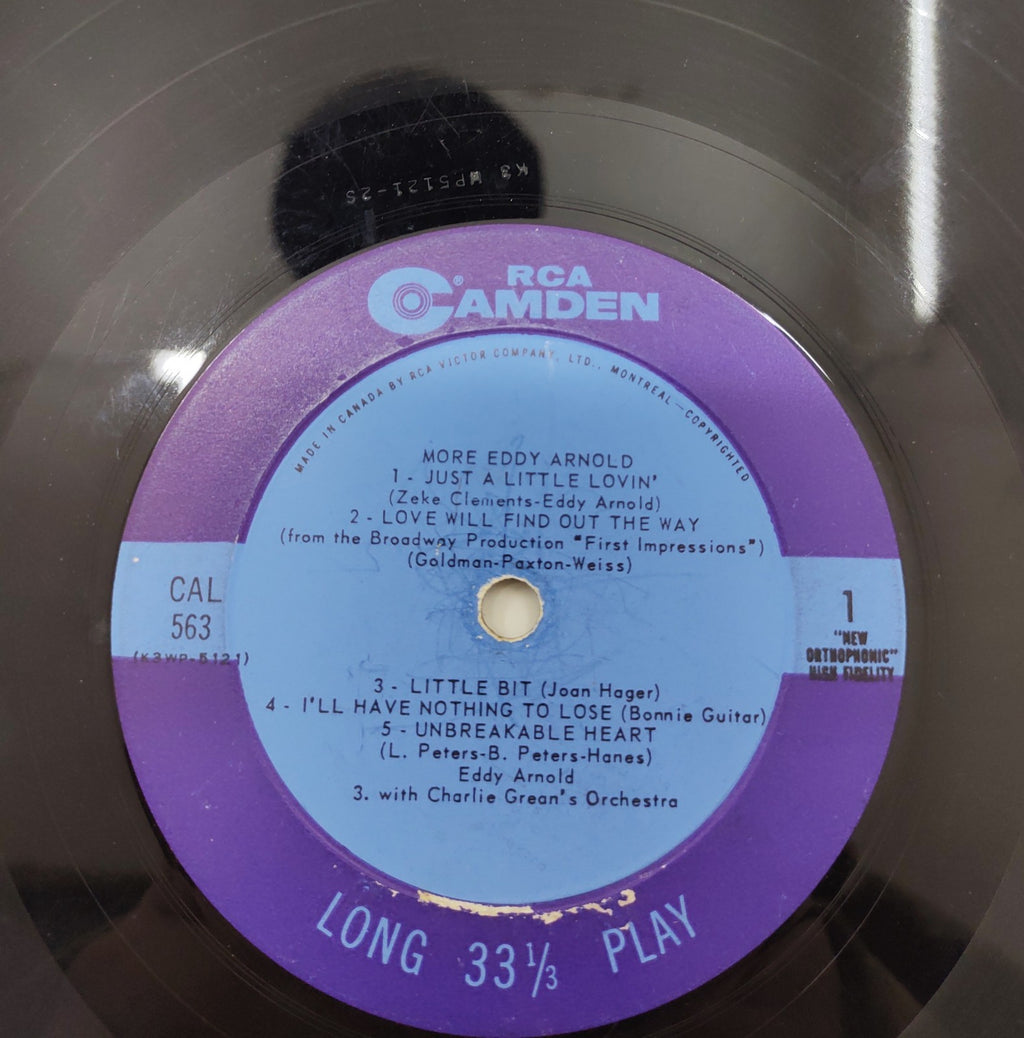 K3 WP5121-2S
RCA
CAMDEN®
MADE IN CANADA BY RCA VICTOR COMPANY, LTD., MONTREAL—COPYRIGHTED
MORE EDDY ARNOLD
1 - JUST A LITTLE LOVIN'
(Zeke Clements-Eddy Arnold)
2 - LOVE WILL FIND OUT THE WAY
(from the Broadway Production "First Impressions")
(Goldman-Paxton-Weiss)
CAL
563
(K3WP-5121)
1
"NEW
ORTHOPHONIC"
HIGH FIDELITY
3 - LITTLE BIT (Joan Hager)
4 - I'LL HAVE NOTHING TO LOSE (Bonnie Guitar)
5 - UNBREAKABLE HEART
(L. Peters-B. Peters-Hanes)
Eddy Arnold
3. with Charlie Grean's Orchestra
LONG 33 1/3 PLAY